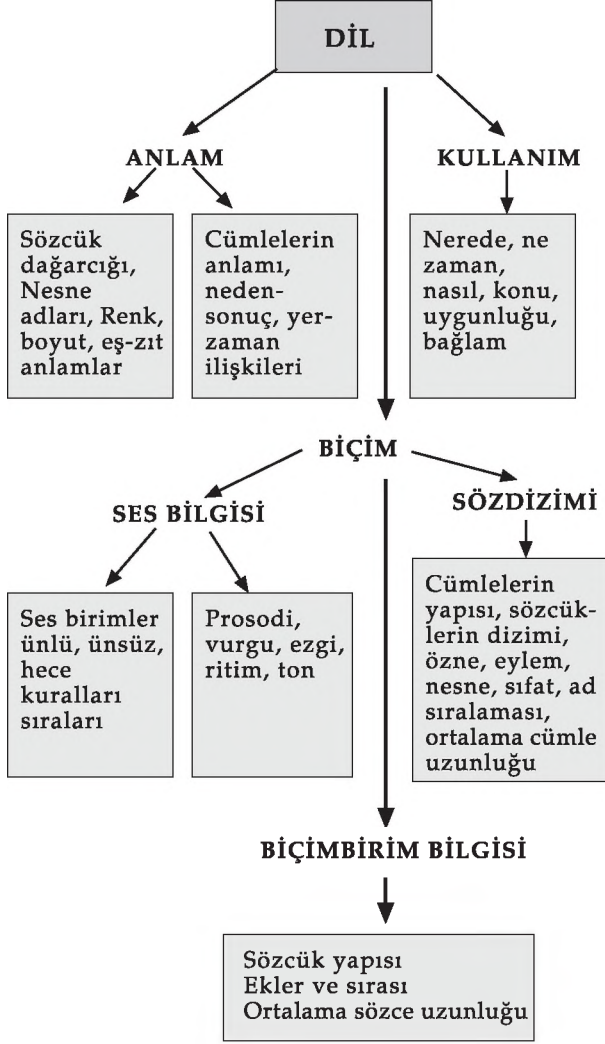 DİL
ANLAM
Sözcük
dağarcığı,
Nesne
adları, Renk,
boyut, eş-zıt
anlamlar
Cümlelerin
anlamı,
neden-
sonuç, yer-
zaman
ilişkileri
KULLANIM
Nerede, ne
zaman,
nasıl, konu,
uygunluğu,
bağlam
BİÇİM
SES BİLGİSİ
Ses birimler
ünlü, ünsüz,
hece
kuralları
sıraları
Prosodi,
vurgu, ezgi,
ritim, ton
SÖZDİZİMİ
Cümlelerin
yapısı, sözcük-
lerin dizimi,
özne, eylem,
nesne, sıfat, ad
sıralaması,
ortalama cümle
uzunluğu
BİÇİMBİRİM BİLGİSİ
Sözcük yapısı
Ekler ve sırası
Ortalama sözce uzunluğu